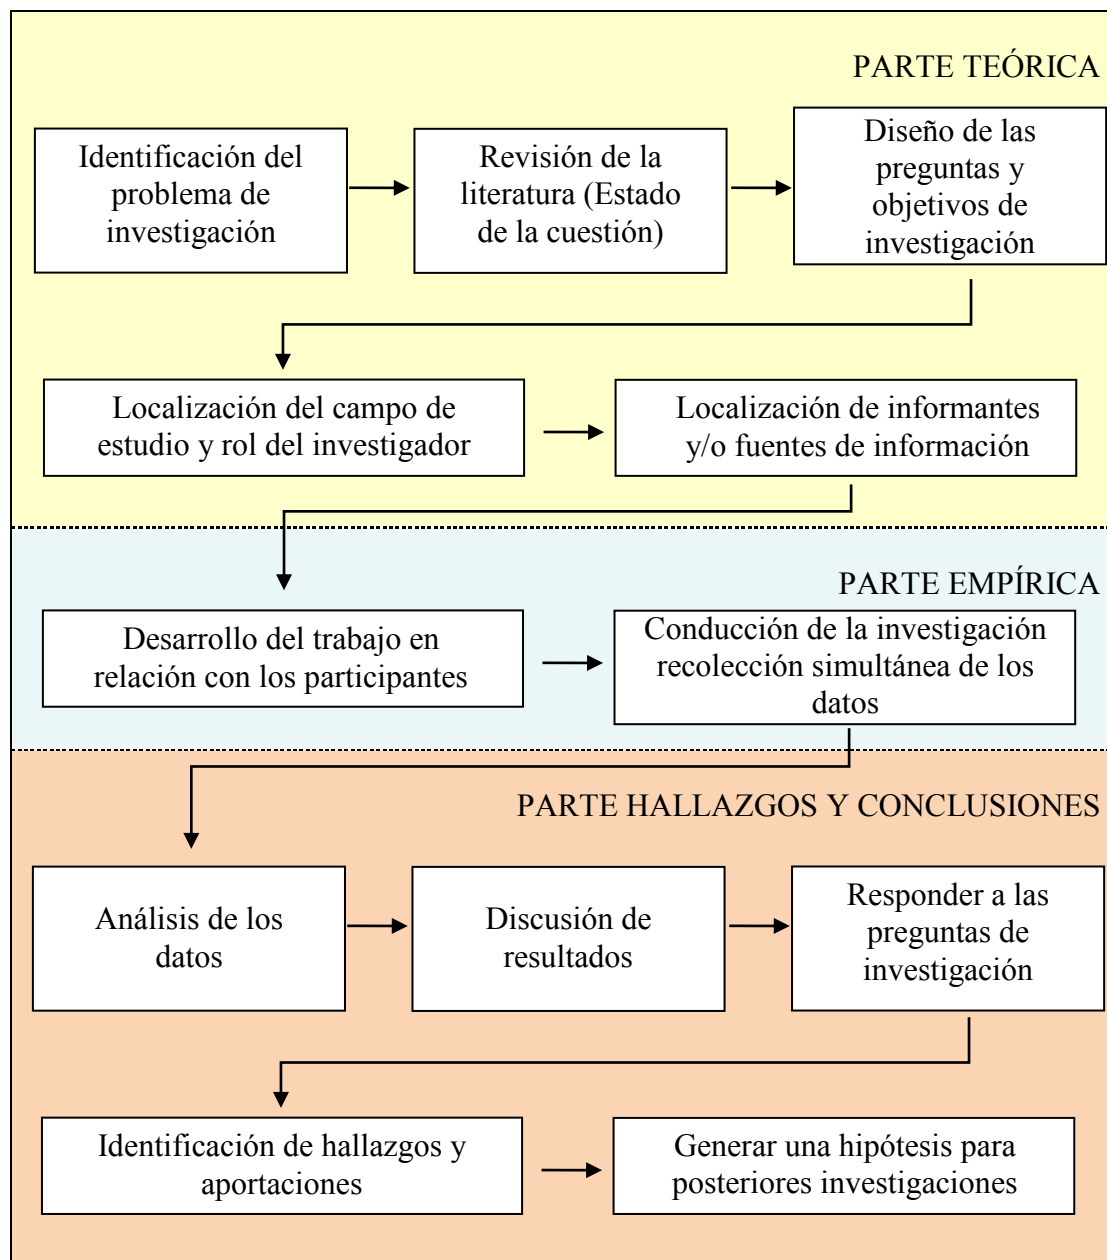 PARTE TEÓRICA
Identificación del
problema de
investigación
Revisión de la
literatura (Estado
de la cuestión)
Diseño de las
preguntas y
objetivos de
investigación
Localización del campo de
estudio y rol del investigador
Localización de informantes
y/o fuentes de información
PARTE EMPÍRICA
Desarrollo del trabajo en
relación con los participantes
Conducción de la investigación
recolección simultánea de los
datos
PARTE HALLAZGOS Y CONCLUSIONES
Análisis de los
datos
Discusión de
resultados
Responder a las
preguntas de
investigación
Identificación de hallazgos y
aportaciones
Generar una hipótesis para
posteriores investigaciones